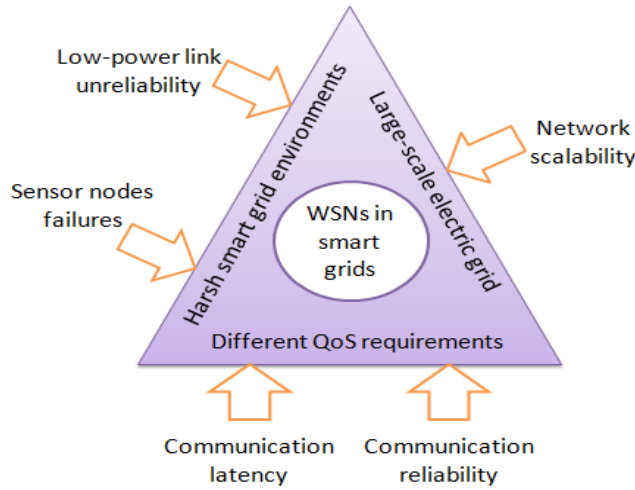 Low-power link
unreliability
Harsh smart grid environments
Large-scale electric grid
Network
scalability
Sensor nodes
failures
WSNs in
smart
grids
Different QoS requirements
Communication
latency
Communication
reliability